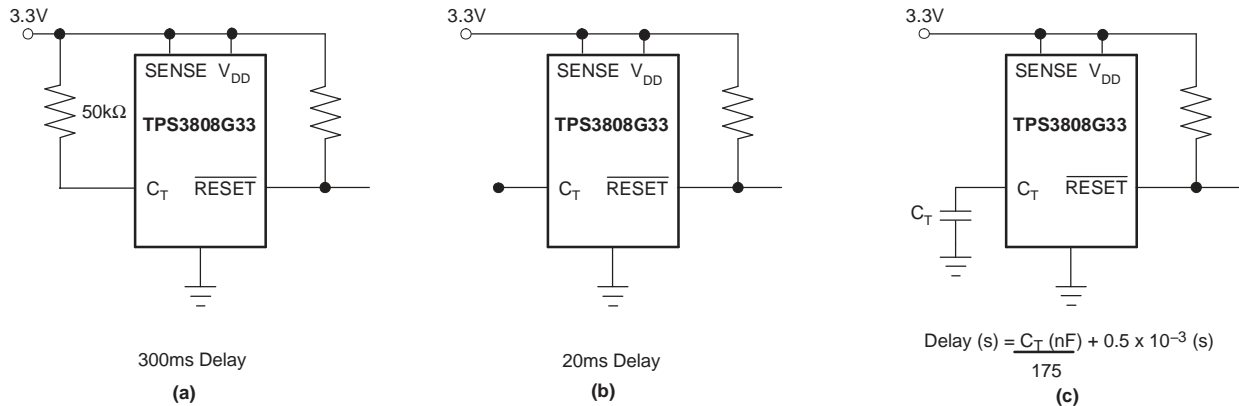 3.3V
SENSE V_DD
50kΩ
TPS3808G33
C_T RESET
300ms Delay
(a)
3.3V
SENSE V_DD
TPS3808G33
C_T RESET
20ms Delay
(b)
3.3V
SENSE V_DD
TPS3808G33
C_T RESET
C_T
Delay (s) = C_T (nF) + 0.5 x 10⁻³ (s)
175
(c)